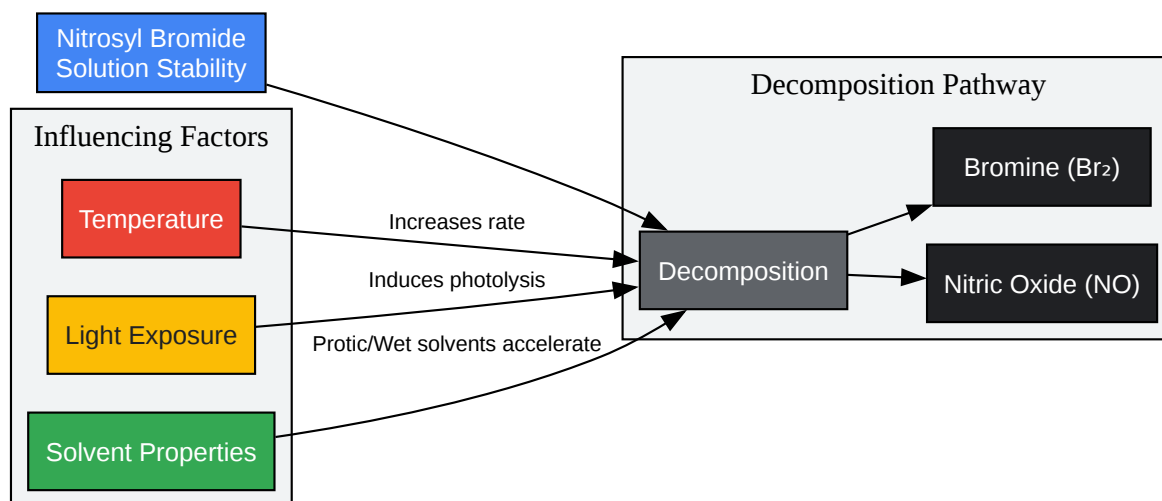 Nitrosyl Bromide
Solution Stability
Influencing Factors
Temperature
Light Exposure
Solvent Properties
Increases rate
Induces photolysis
Protic/Wet solvents accelerate
Decomposition Pathway
Decomposition
Bromine (Br₂)
Nitric Oxide (NO)